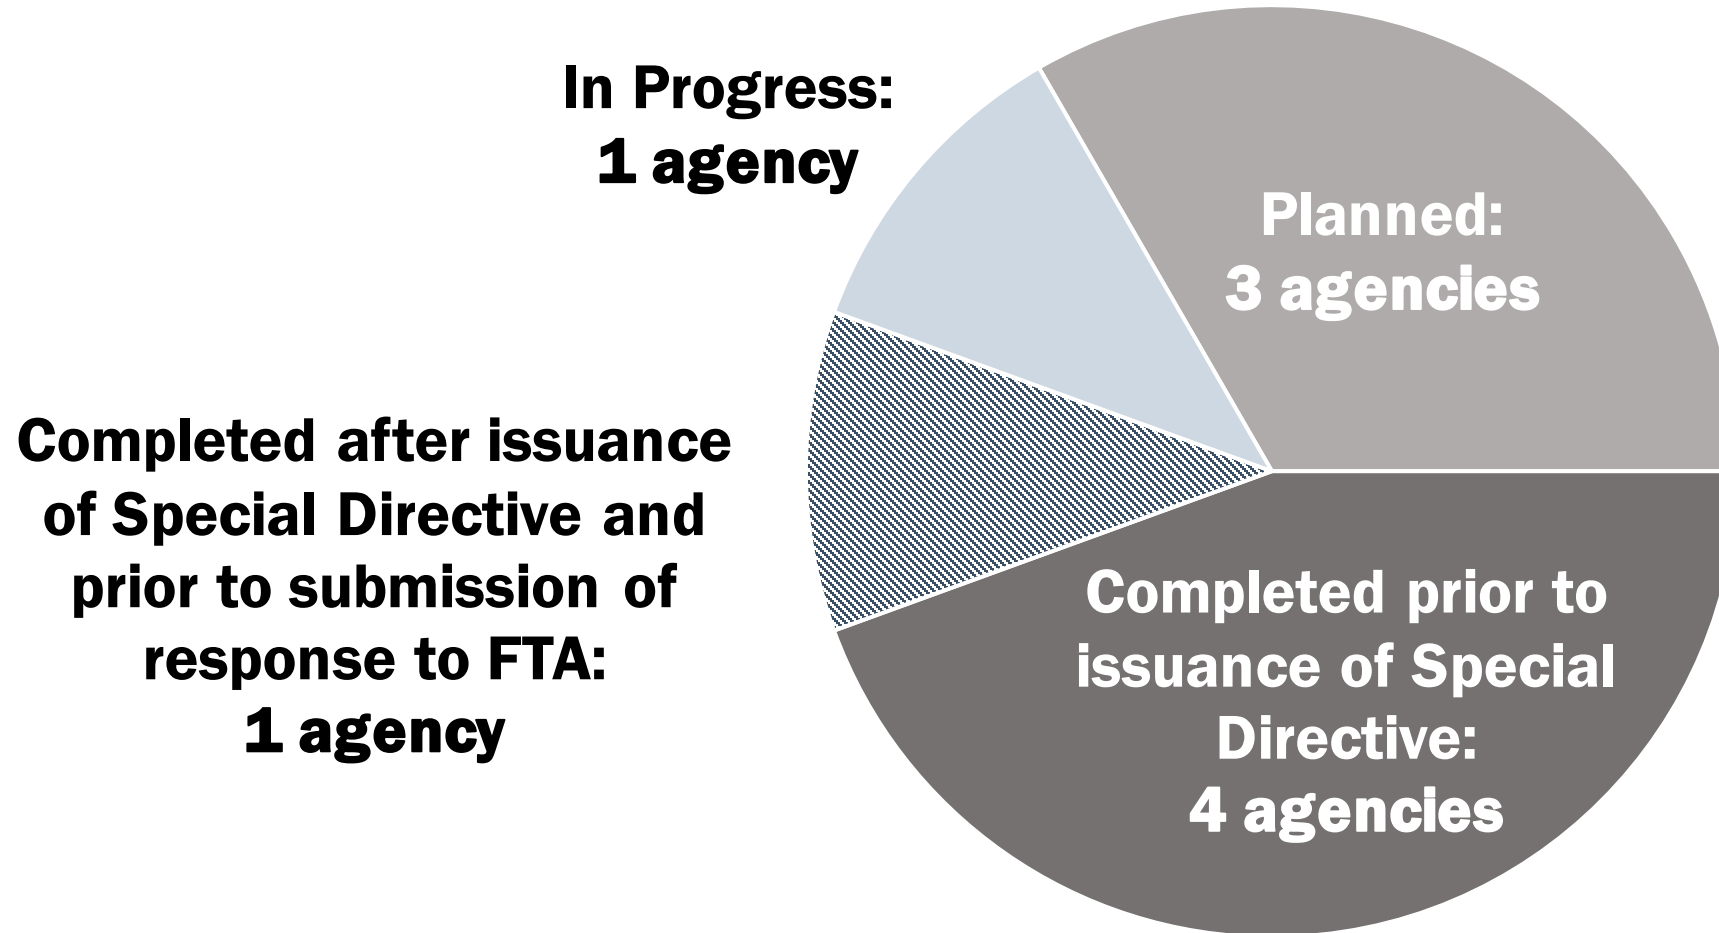 In Progress:
1 agency
Planned:
3 agencies
Completed after issuance
of Special Directive and
prior to submission of
response to FTA:
1 agency
Completed prior to
issuance of Special
Directive:
4 agencies